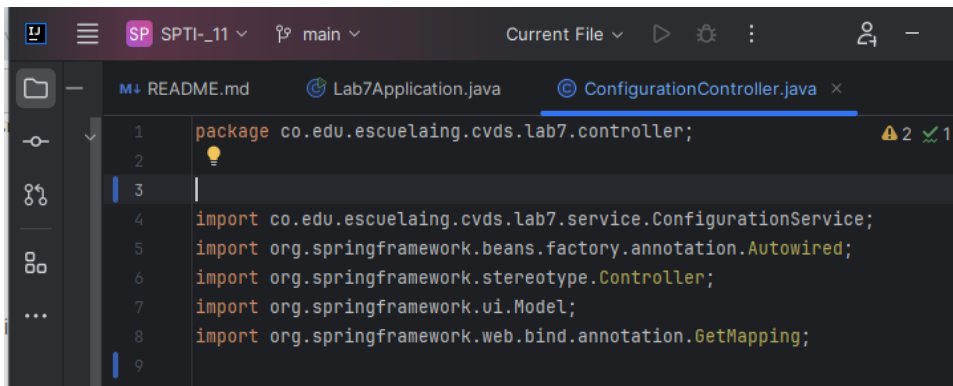 SP SPTI-_11 main Current File
README.md Lab7Application.java ConfigurationController.java
1 package co.edu.escuelaing.cvds.lab7.controller; 2 1
2
3
4 import co.edu.escuelaing.cvds.lab7.service.ConfigurationService;
5 import org.springframework.beans.factory.annotation.Autowired;
6 import org.springframework.stereotype.Controller;
7 import org.springframework.ui.Model;
8 import org.springframework.web.bind.annotation.GetMapping;
9